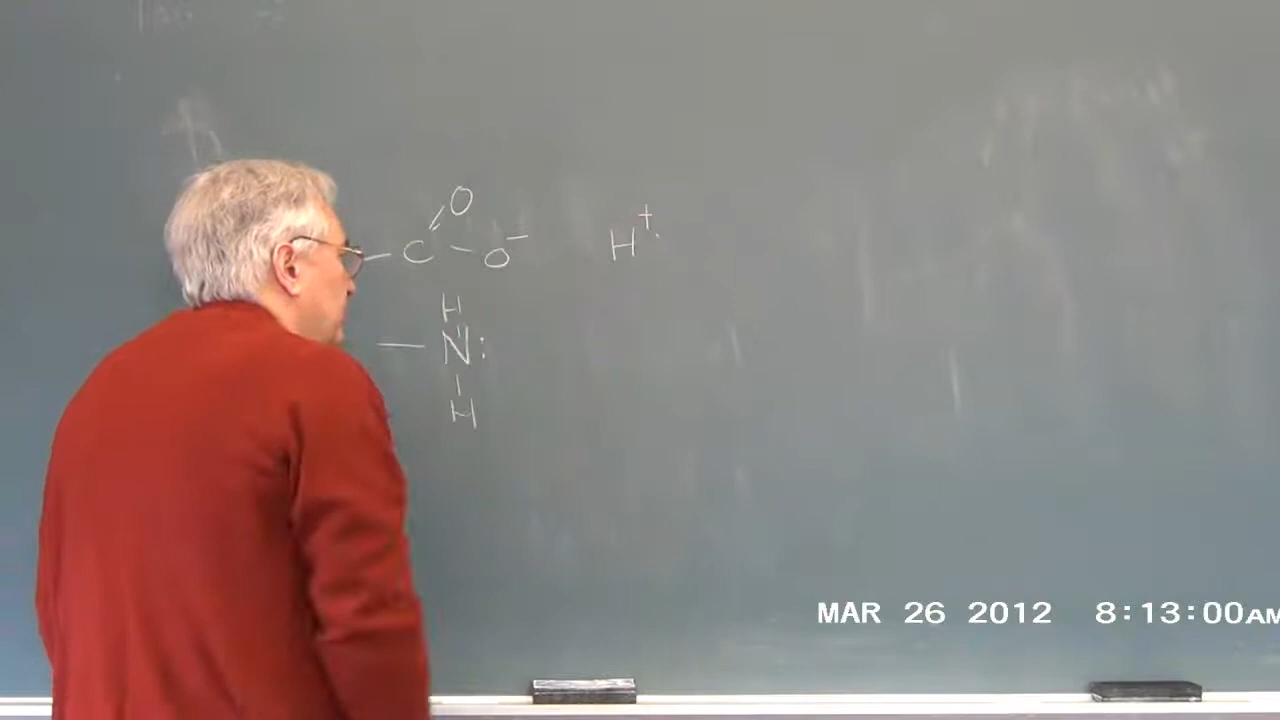 O
— C — O⁻ H⁺
H
— N:
H
MAR 26 2012 8:13:00AM